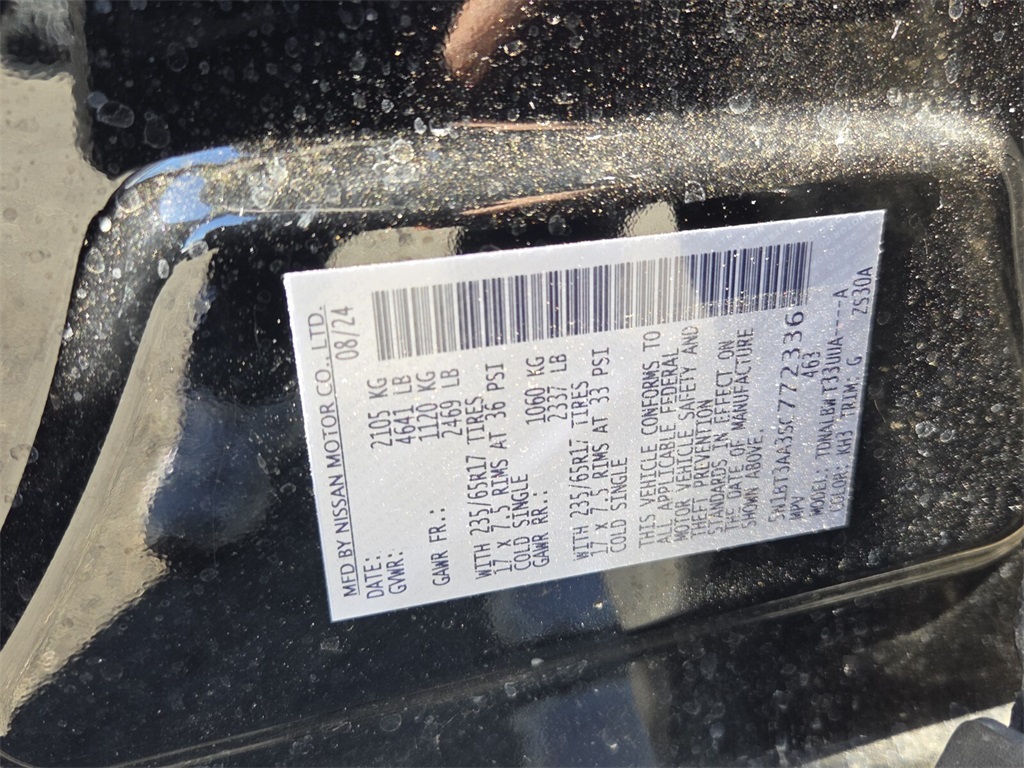 MFD BY NISSAN MOTOR CO., LTD.
DATE: 08/24
GVWR: 2105 KG
4641 LB
GAWR FR.: 1120 KG
2469 LB
WITH 235/65R17 TIRES
17 X 7.5 RIMS AT 36 PSI
COLD SINGLE
GAWR RR.: 1060 KG
2337 LB
WITH 235/65R17 TIRES
17 X 7.5 RIMS AT 33 PSI
COLD SINGLE
THIS VEHICLE CONFORMS TO
ALL APPLICABLE FEDERAL
MOTOR VEHICLE SAFETY AND
THEFT PREVENTION
STANDARDS IN EFFECT ON
THE DATE OF MANUFACTURE
SHOWN ABOVE.
5N1BT3AA3SC772336
MPV 463
MODEL: TDNALBWT33UUA----A
COLOR: KH3 TRIM: G ZS30A